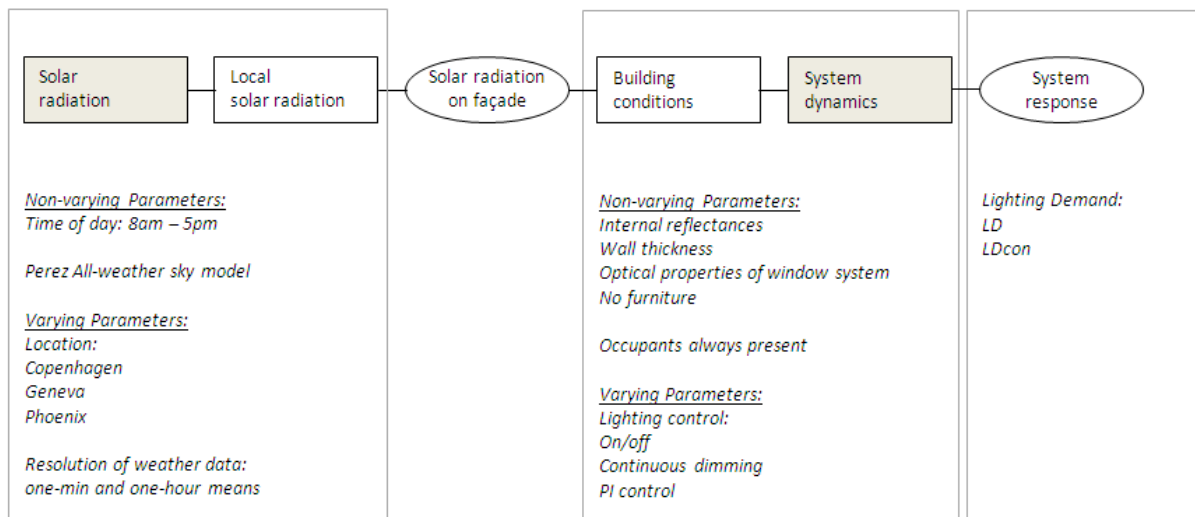 Solar
radiation
Local
solar radiation
Solar radiation
on façade
Building
conditions
System
dynamics
System
response
Non-varying Parameters:
Time of day: 8am – 5pm
Perez All-weather sky model
Varying Parameters:
Location:
Copenhagen
Geneva
Phoenix
Resolution of weather data:
one-min and one-hour means
Non-varying Parameters:
Internal reflectances
Wall thickness
Optical properties of window system
No furniture
Occupants always present
Varying Parameters:
Lighting control:
On/off
Continuous dimming
PI control
Lighting Demand:
LD
LDcon